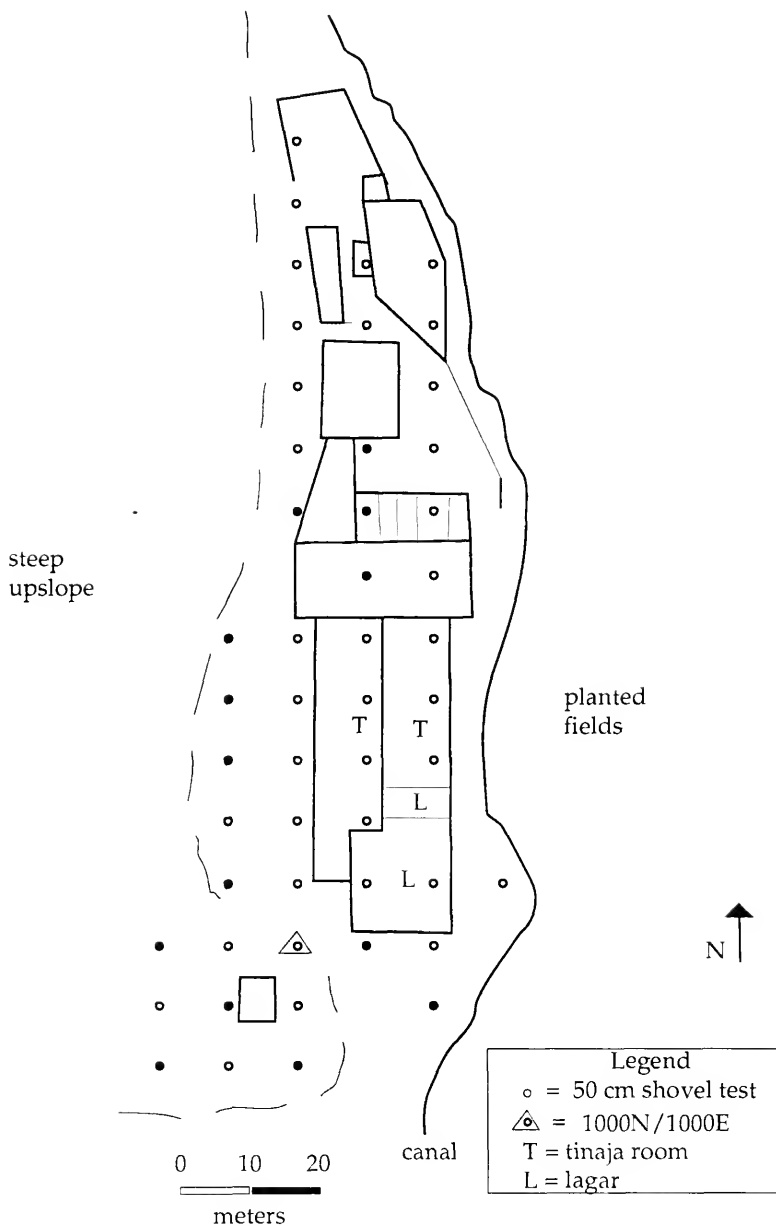 steep
upslope
T
T
planted
fields
L
L
N
Legend
= 50 cm shovel test
= 1000N/1000E
T = tinaja room
L = lagar
canal
0 10 20
meters